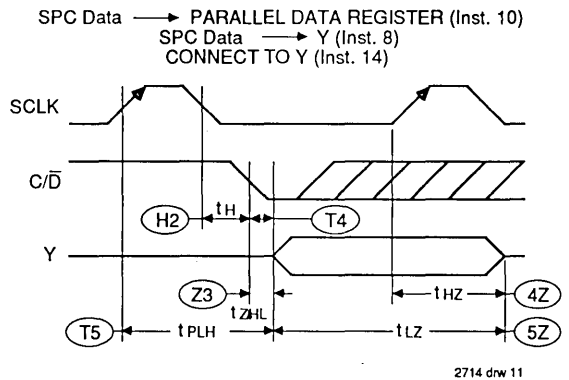 SPC Data → PARALLEL DATA REGISTER (Inst. 10)
SPC Data → Y (Inst. 8)
CONNECT TO Y (Inst. 14)
SCLK
C/D̅
H2 tH T4
Y
Z3 tZHL tHZ 4Z
T5 tPLH tLZ 5Z
2714 drw 11